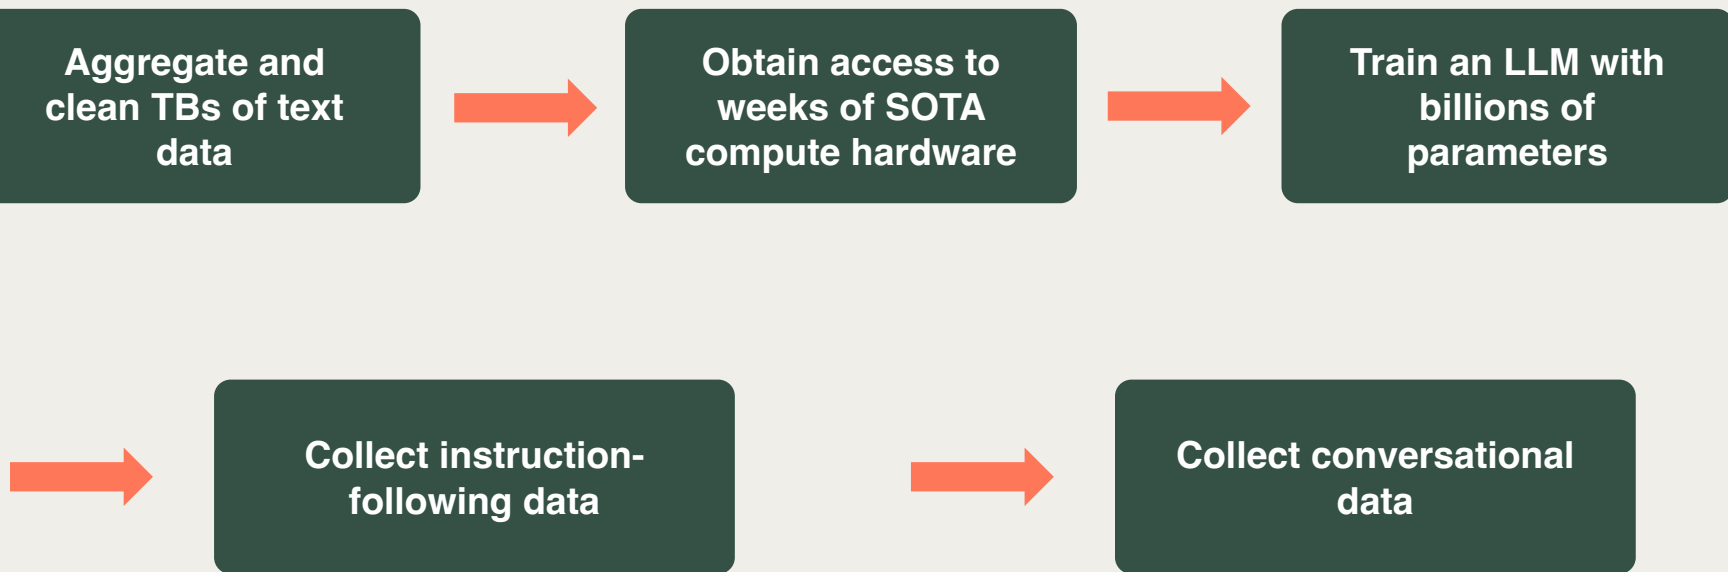 Aggregate and
clean TBs of text
data
Obtain access to
weeks of SOTA
compute hardware
Train an LLM with
billions of
parameters
Collect instruction-
following data
Collect conversational
data